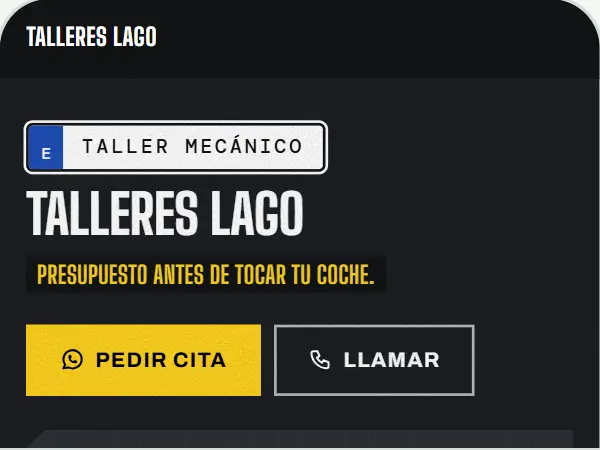 TALLERES LAGO
E TALLER MECÁNICO
TALLERES LAGO
PRESUPUESTO ANTES DE TOCAR TU COCHE.
PEDIR CITA LLAMAR